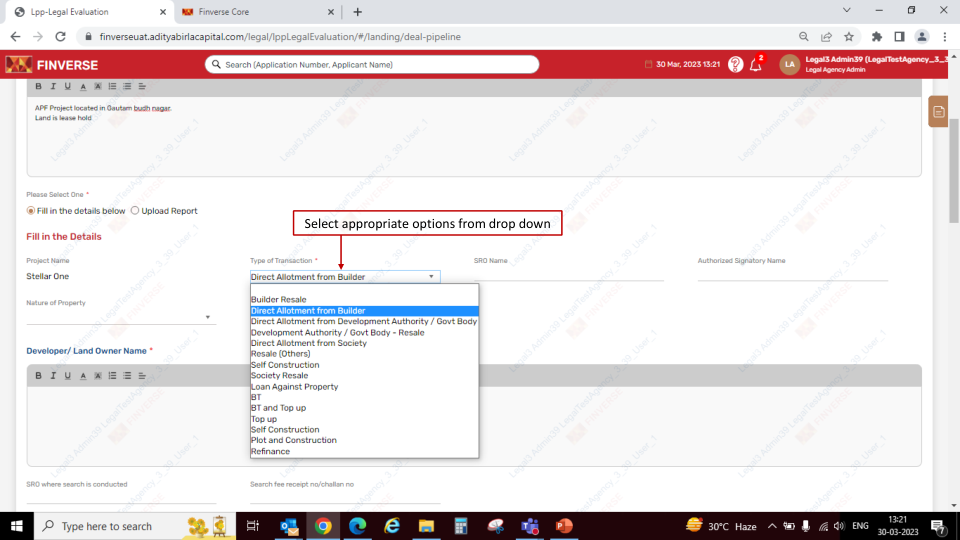 Lpp-Legal Evaluation
Finverse Core
finverseuat.adityabirlacapital.com/legal/lppLegalEvaluation/#/landing/deal-pipeline
FINVERSE
Search (Application Number, Applicant Name)
30 Mar, 2023 13:21
2
LA
Legal3 Admin39 (LegalTestAgency_3_3
Legal Agency Admin
B I U A
APF Project located in Gautam budh nagar.
Land is lease hold
Please Select One *
Fill in the details below
Upload Report
Select appropriate options from drop down
Fill in the Details
Project Name
Type of Transaction *
SRO Name
Authorized Signatory Name
Stellar One
Direct Allotment from Builder
Nature of Property
Builder Resale
Direct Allotment from Builder
Direct Allotment from Development Authority / Govt Body
Development Authority / Govt Body - Resale
Direct Allotment from Society
Resale (Others)
Self Construction
Society Resale
Loan Against Property
BT
BT and Top up
Top up
Self Construction
Plot and Construction
Refinance
Developer/ Land Owner Name *
B I U A
SRO where search is conducted
Search fee receipt no/challan no
Type here to search
30°C Haze
ENG
13:21
30-03-2023
7